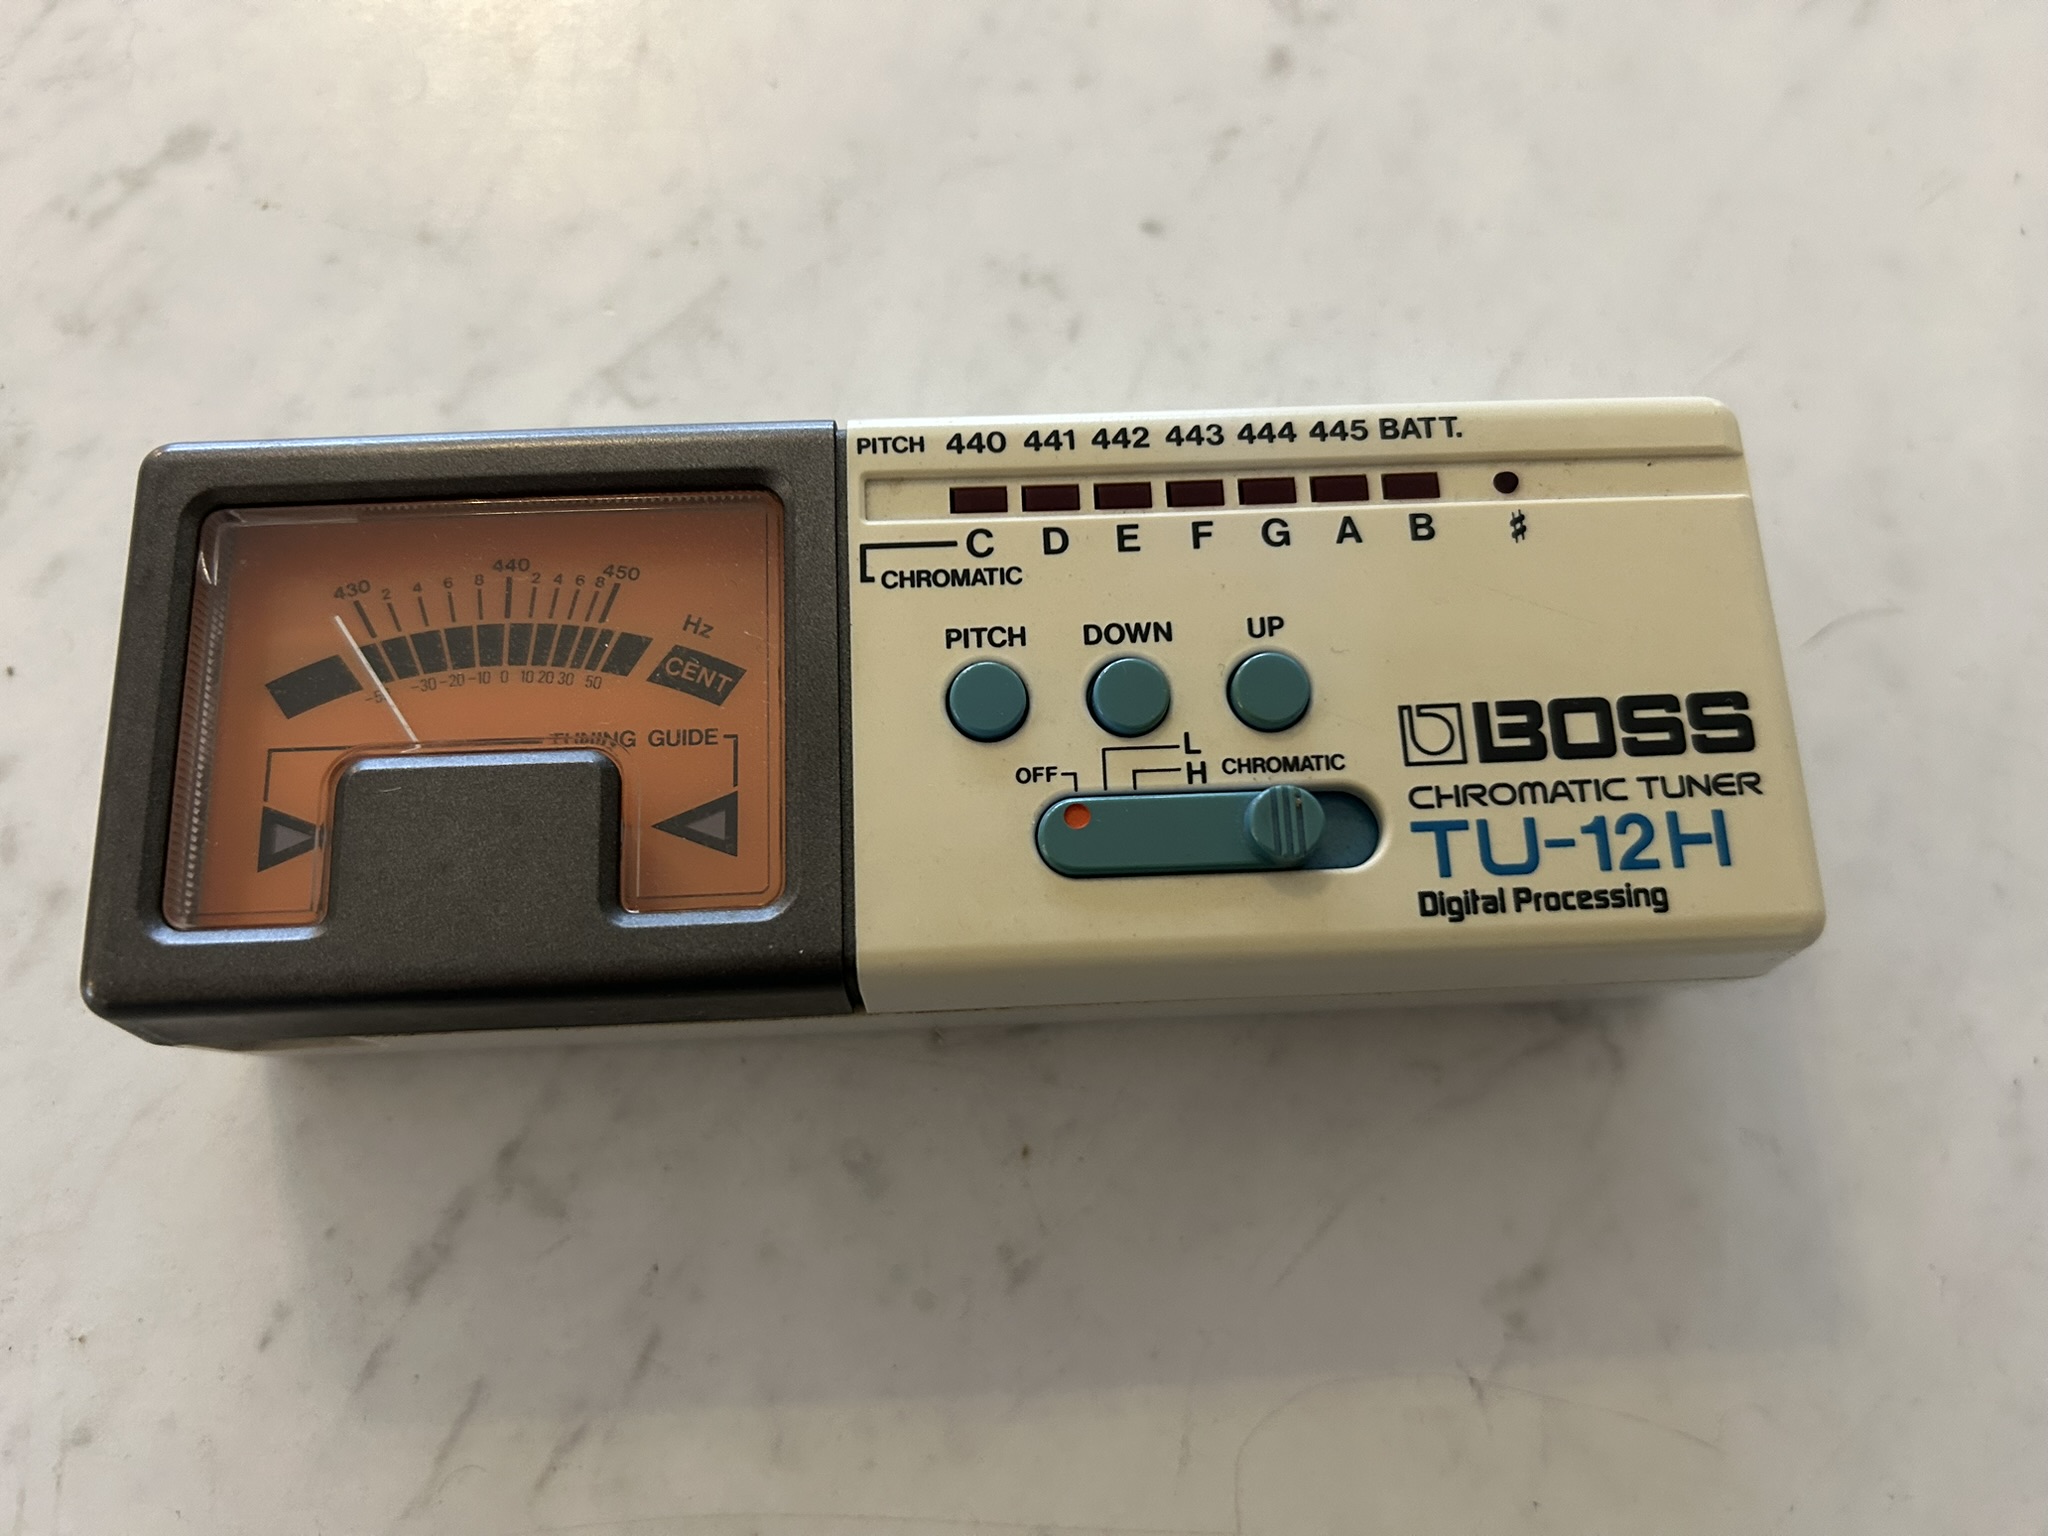 PITCH 440 441 442 443 444 445 BATT.
C D E F G A B ♯
CHROMATIC
PITCH DOWN UP
OFF L H CHROMATIC
BOSS
CHROMATIC TUNER
TU-12H
Digital Processing
430 2 4 6 8 440 2 4 6 8 450
Hz
CENT
-30 -20 -10 0 10 20 30 50
TUNING GUIDE